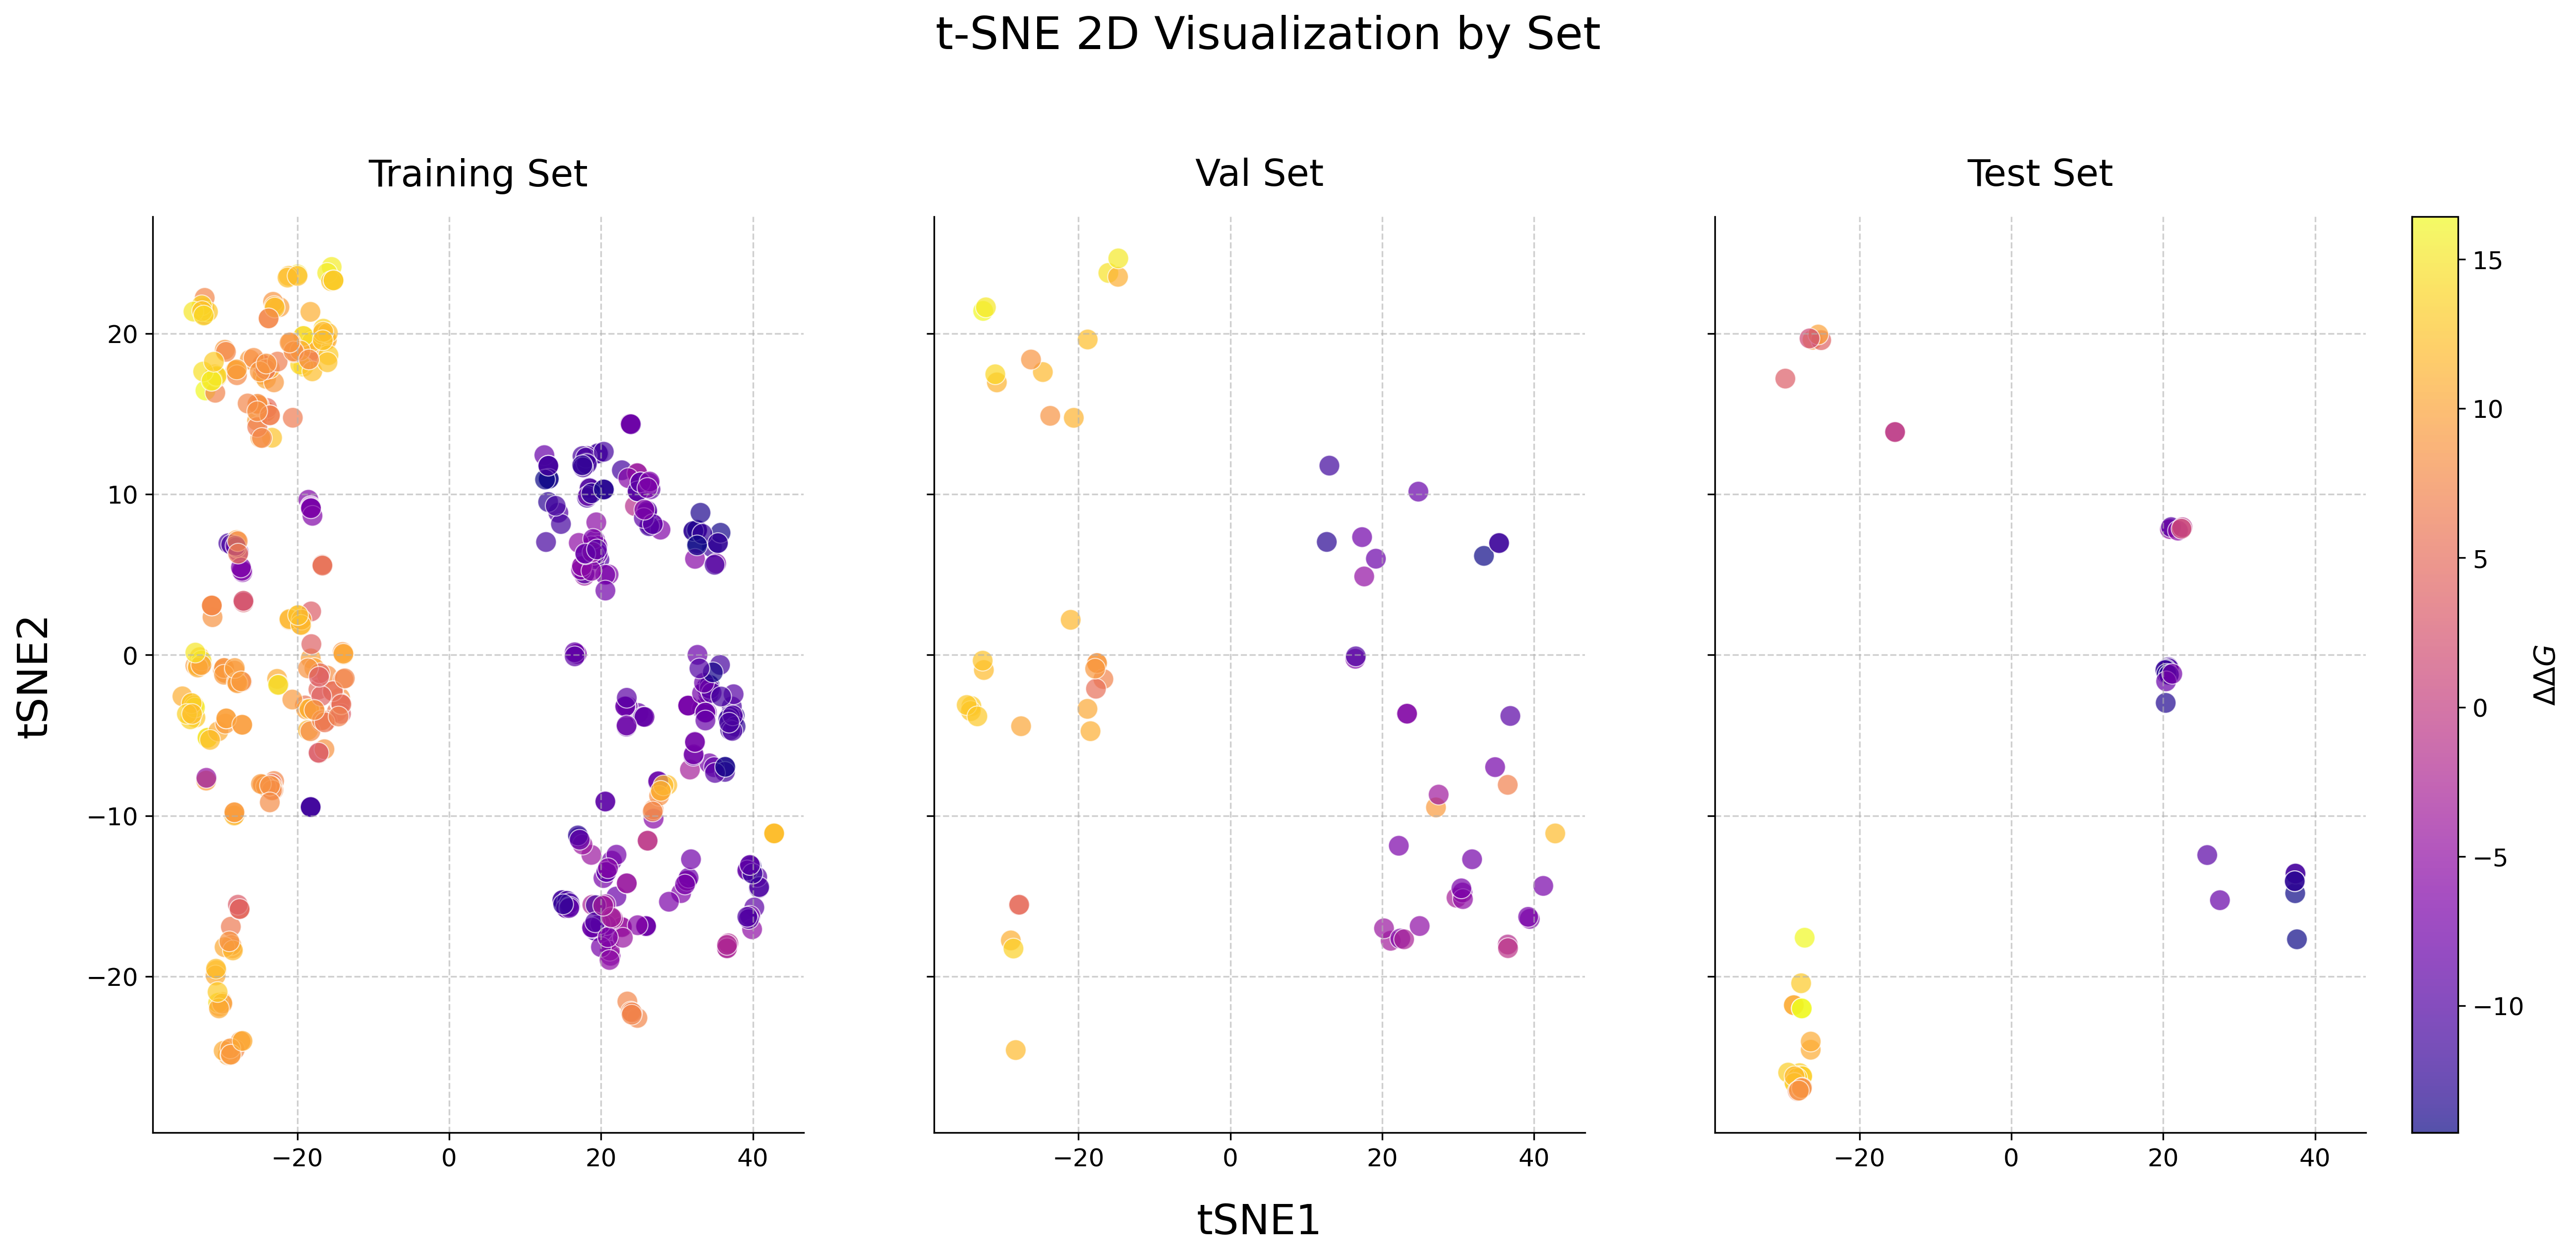 t-SNE 2D Visualization by Set
Training Set
Val Set
Test Set
tSNE2
20
10
0
−10
−20
−20 0 20 40
−20 0 20 40
−20 0 20 40
tSNE1
15
10
5
0
−5
−10
ΔΔG